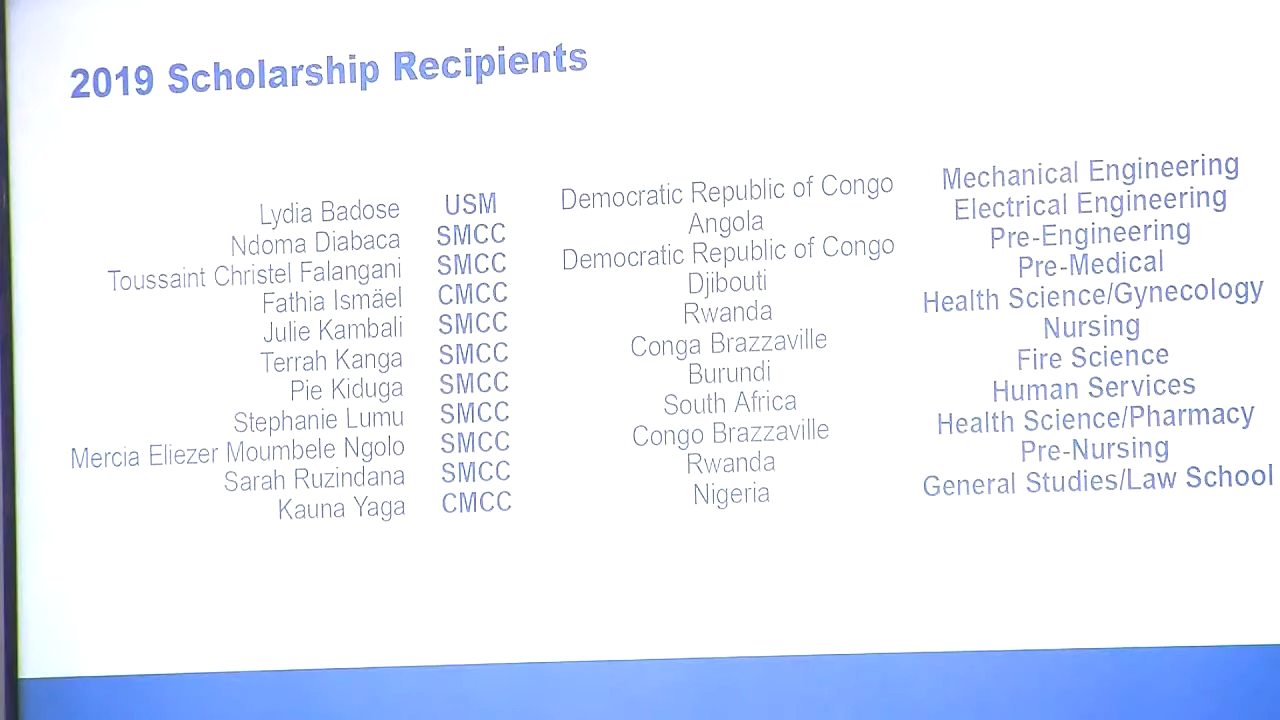 2019 Scholarship Recipients
Lydia Badose USM Democratic Republic of Congo Mechanical Engineering
Ndoma Diabaca SMCC Angola Electrical Engineering
Toussaint Christel Falangani SMCC Democratic Republic of Congo Pre-Engineering
Fathia Ismäel CMCC Djibouti Pre-Medical
Julie Kambali SMCC Rwanda Health Science/Gynecology
Terrah Kanga SMCC Conga Brazzaville Nursing
Pie Kiduga SMCC Burundi Fire Science
Stephanie Lumu SMCC South Africa Human Services
Mercia Eliezer Moumbele Ngolo SMCC Congo Brazzaville Health Science/Pharmacy
Sarah Ruzindana SMCC Rwanda Pre-Nursing
Kauna Yaga CMCC Nigeria General Studies/Law School